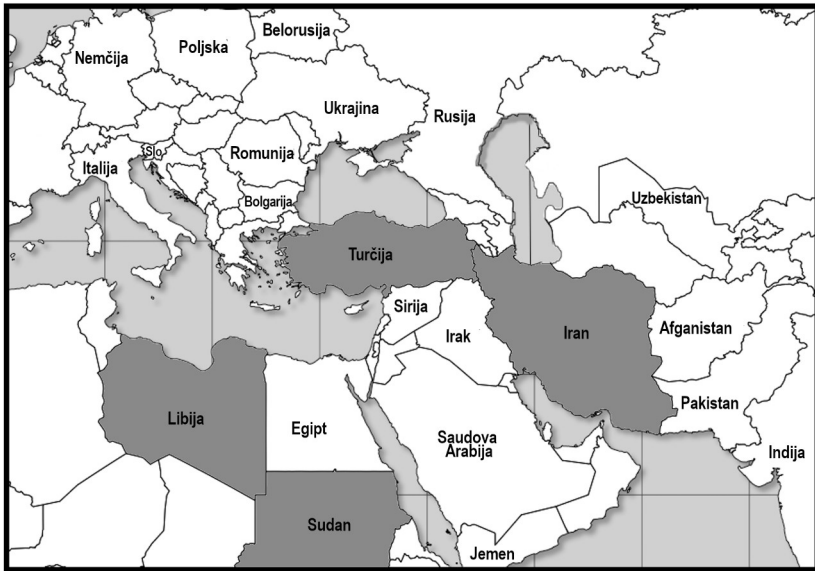 Belorusija
Poljska
Nemčija
Ukrajina
Rusija
Slo
Romunija
Italija
Uzbekistan
Bolgarija
Turčija
Sirija
Irak
Iran
Afganistan
Pakistan
Libija
Egipt
Saudova
Arabija
Indija
Sudan
Jemen